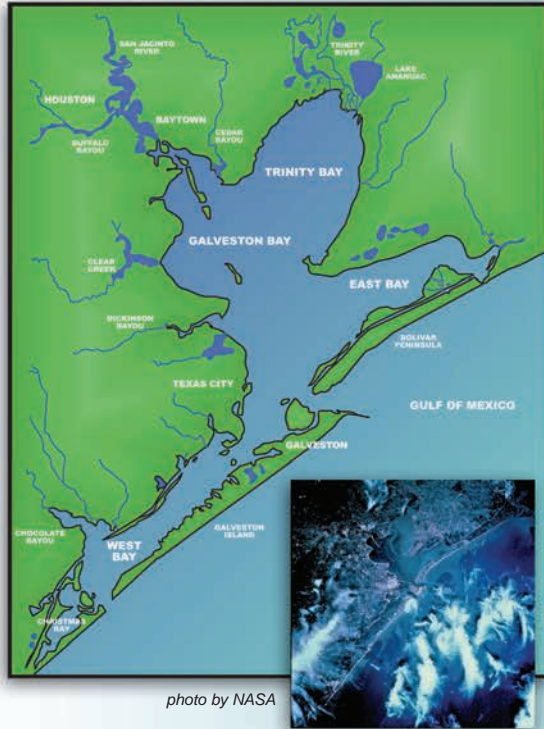 SAN JACINTO
RIVER
TRINITY
RIVER
LAKE
ANAHUAC
HOUSTON
BAYTOWN
BUFFALO
BAYOU
CEDAR
BAYOU
TRINITY BAY
GALVESTON BAY
CLEAR
CREEK
EAST BAY
DICKINSON
BAYOU
BOLIVAR
PENINSULA
TEXAS CITY
GULF OF MEXICO
GALVESTON
GALVESTON
ISLAND
CHOCOLATE
BAYOU
WEST
BAY
CHRISTMAS
BAY
photo by NASA